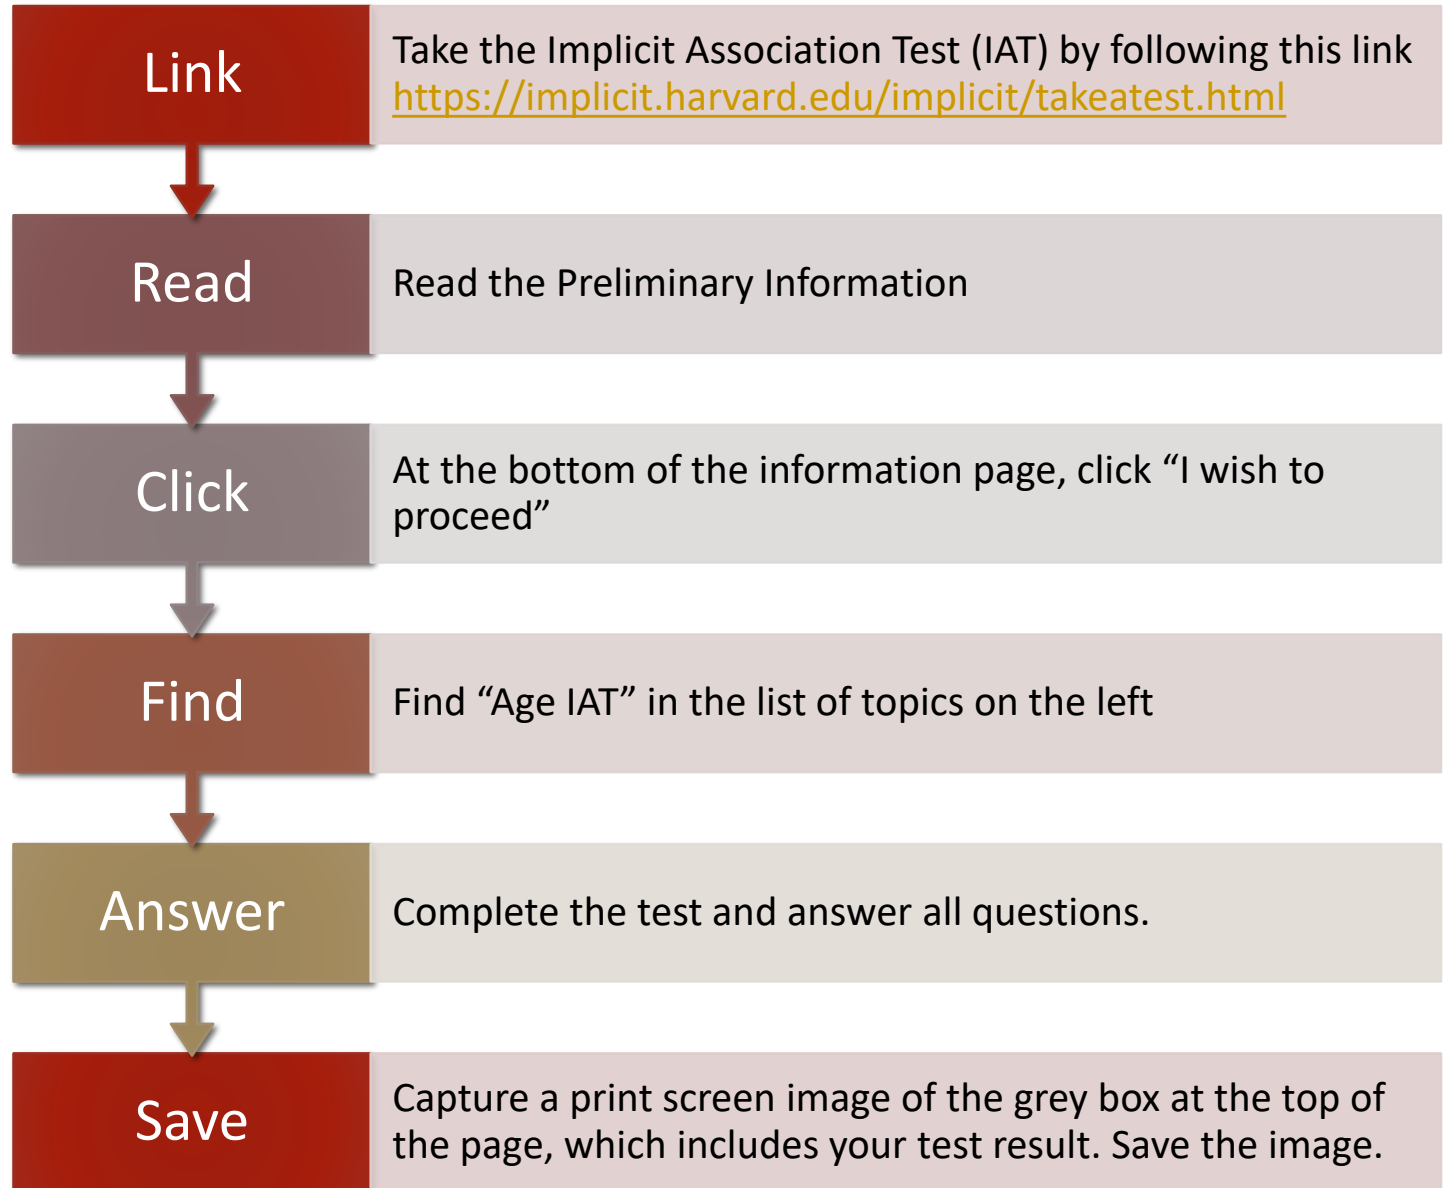 Link
Take the Implicit Association Test (IAT) by following this link
https://implicit.harvard.edu/implicit/takeatest.html
Read
Read the Preliminary Information
Click
At the bottom of the information page, click “I wish to
proceed”
Find
Find “Age IAT” in the list of topics on the left
Answer
Complete the test and answer all questions.
Save
Capture a print screen image of the grey box at the top of
the page, which includes your test result. Save the image.